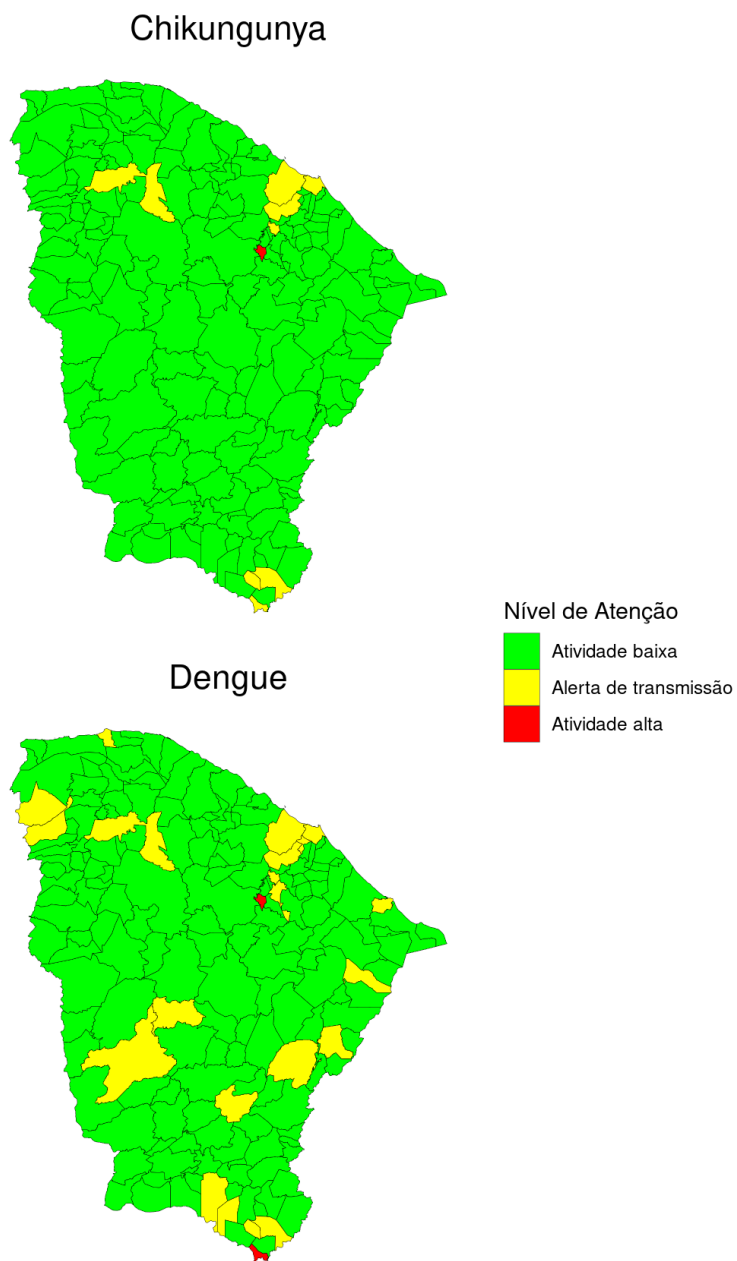 Chikungunya
Nível de Atenção
Atividade baixa
Alerta de transmissão
Atividade alta
Dengue